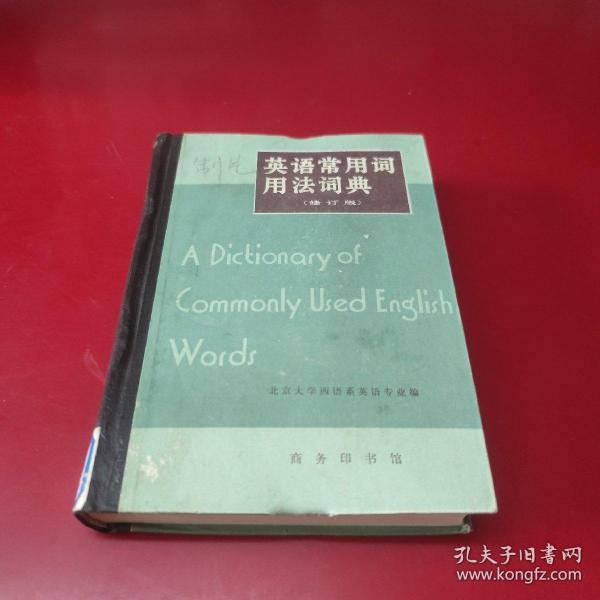 制片
英语常用词
用法词典
(修订版)
A Dictionary of
Commonly Used English
Words
北京大学西语系英语专业编
商务印书馆
孔夫子旧书网
www.kongfz.com